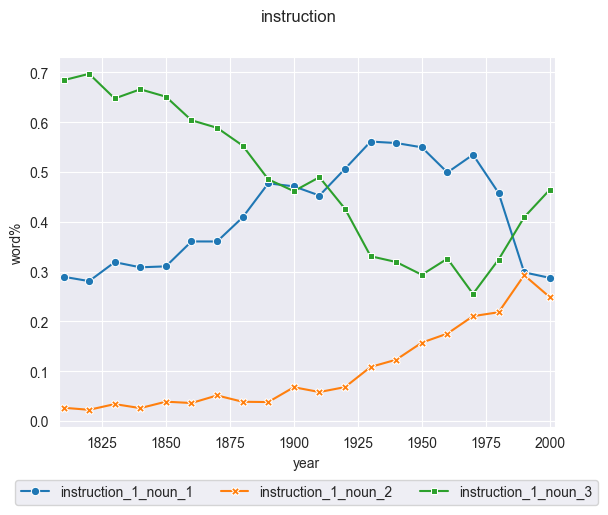 instruction
0.7
0.6
0.5
0.4
0.3
0.2
0.1
0.0
word%
1825 1850 1875 1900 1925 1950 1975 2000
year
instruction_1_noun_1 instruction_1_noun_2 instruction_1_noun_3